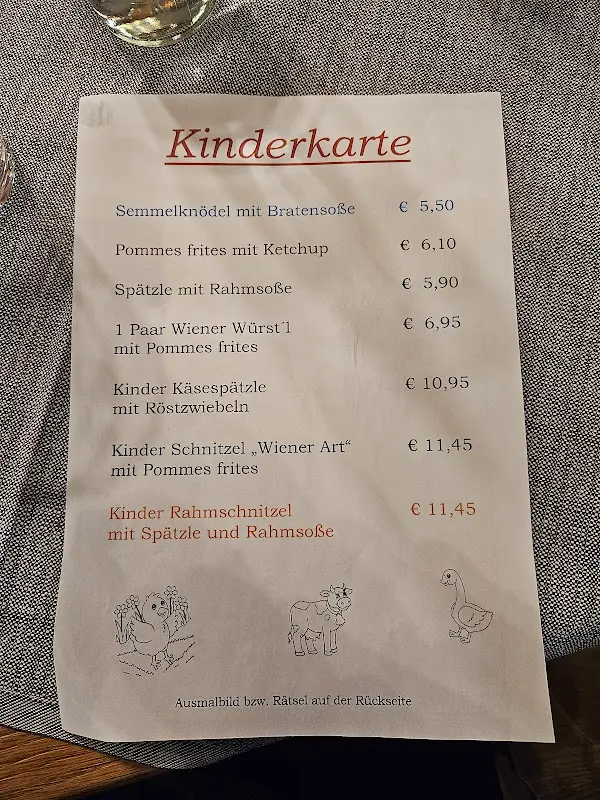 Kinderkarte
Semmelknödel mit Bratensoße € 5,50
Pommes frites mit Ketchup € 6,10
Spätzle mit Rahmsoße € 5,90
1 Paar Wiener Würst´l € 6,95
mit Pommes frites
Kinder Käsespätzle € 10,95
mit Röstzwiebeln
Kinder Schnitzel „Wiener Art“ € 11,45
mit Pommes frites
Kinder Rahmschnitzel € 11,45
mit Spätzle und Rahmsoße
Ausmalbild bzw. Rätsel auf der Rückseite